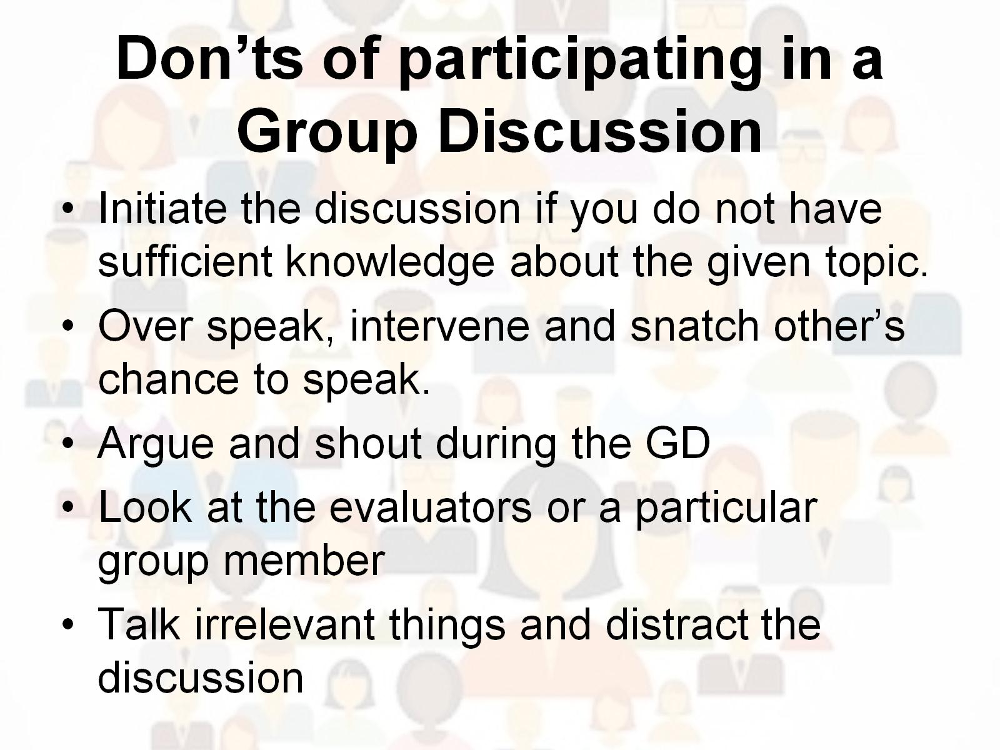 Don’ts of participating in a
Group Discussion
• Initiate the discussion if you do not have
sufficient knowledge about the given topic.
• Over speak, intervene and snatch other’s
chance to speak.
• Argue and shout during the GD
• Look at the evaluators or a particular
group member
• Talk irrelevant things and distract the
discussion